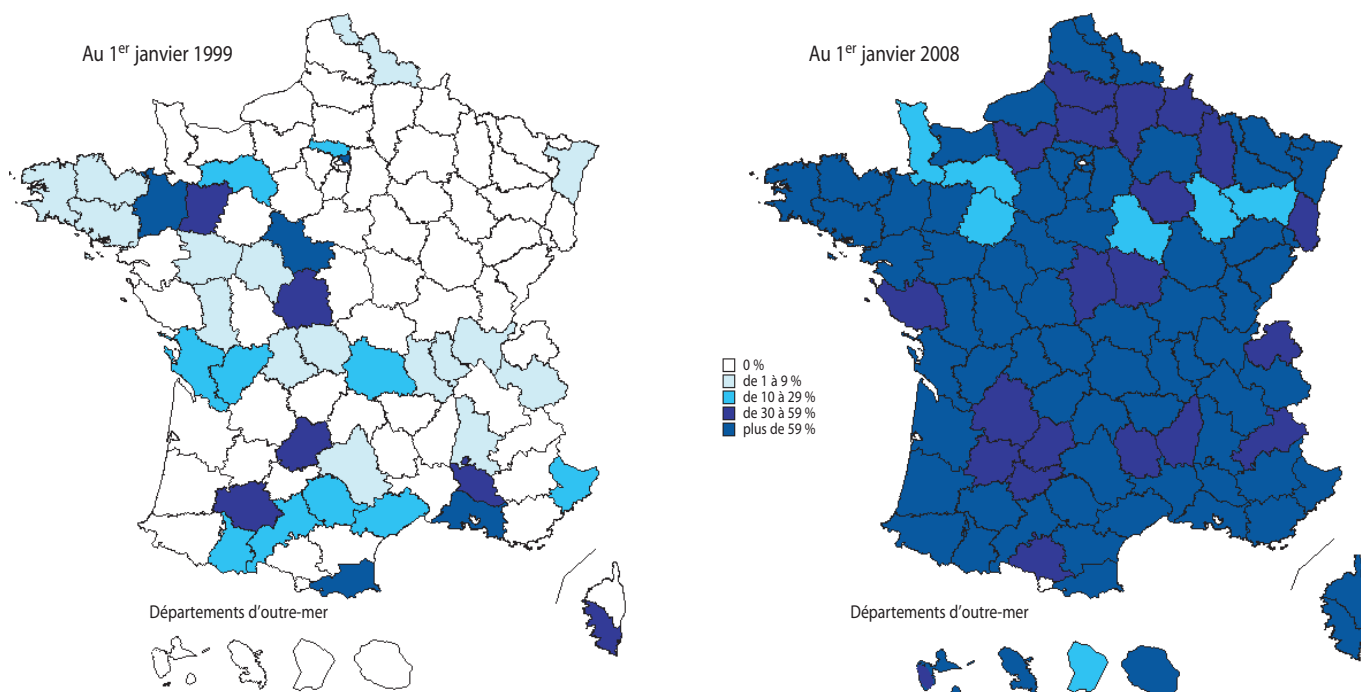 Au 1er janvier 1999
Au 1er janvier 2008
0 %
de 1 à 9 %
de 10 à 29 %
de 30 à 59 %
plus de 59 %
Départements d'outre-mer
Départements d'outre-mer